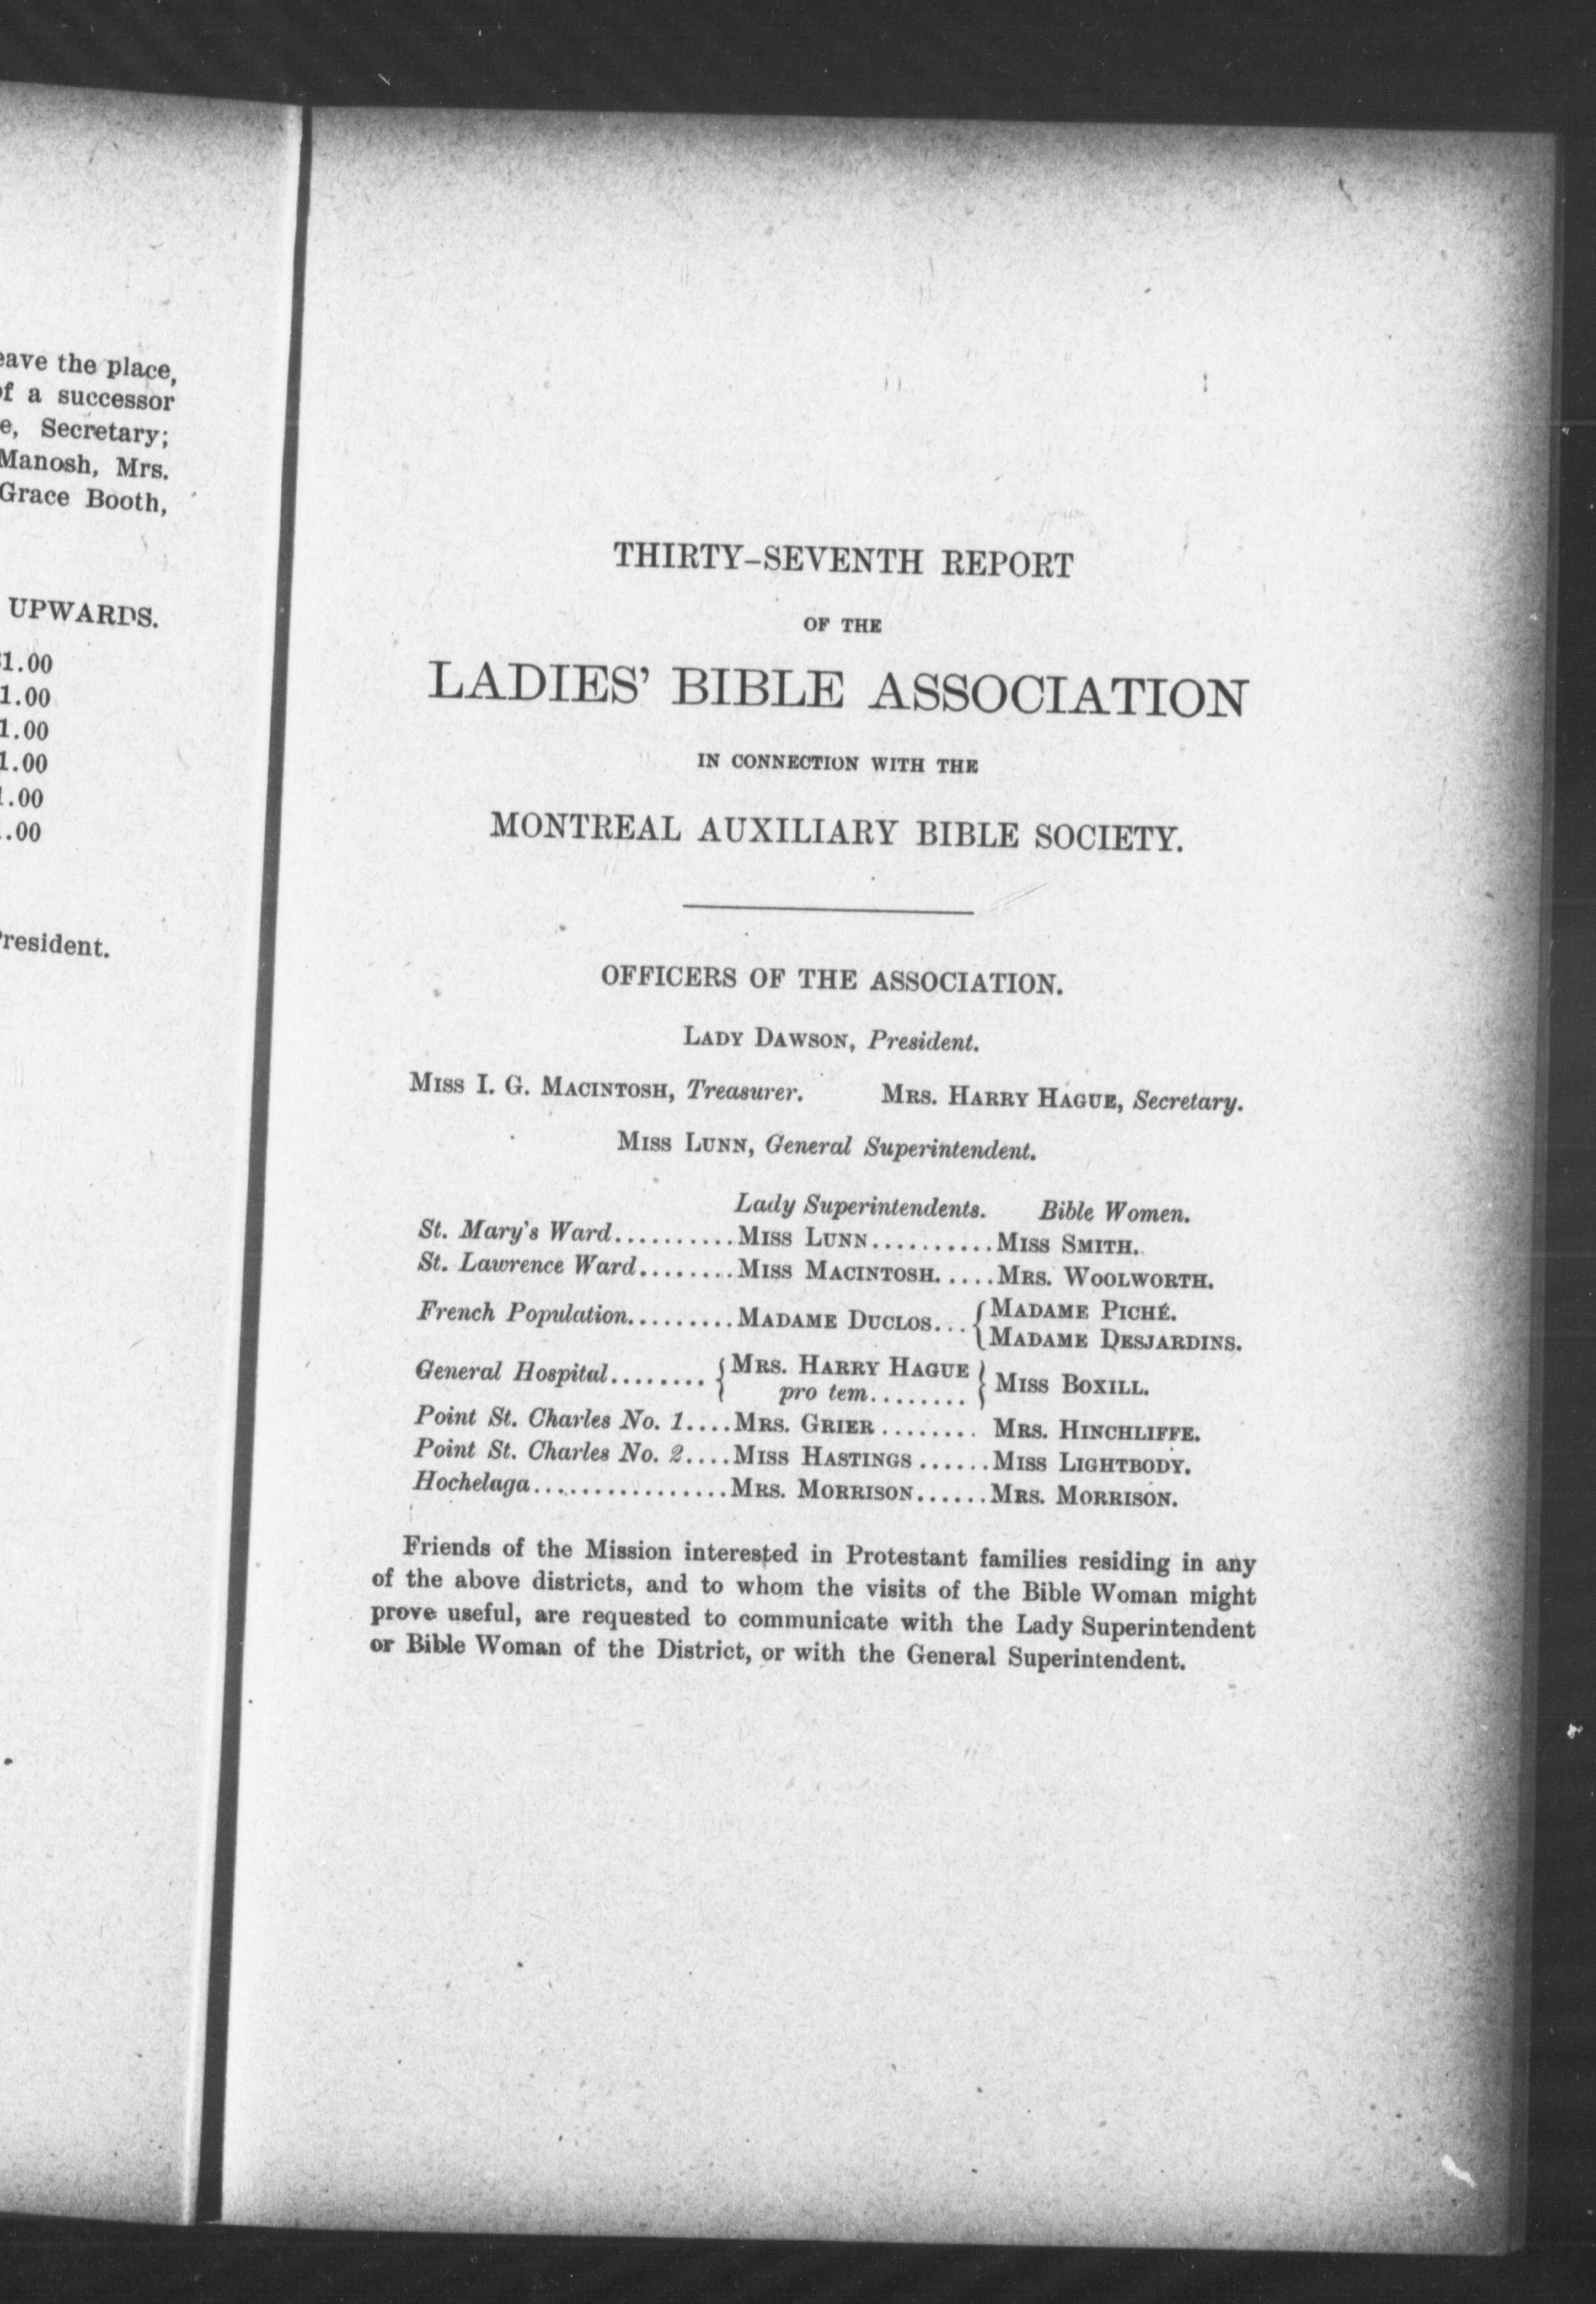 eave the place,
of a successor
e, Secretary;
Manosh, Mrs.
Grace Booth,
UPWARDS.
1.00
1.00
1.00
1.00
1.00
.00
President.
THIRTY-SEVENTH REPORT
OF THE
LADIES' BIBLE ASSOCIATION
IN CONNECTION WITH THE
MONTREAL AUXILIARY BIBLE SOCIETY.
OFFICERS OF THE ASSOCIATION.
LADY DAWSON, President.
MISS I. G. MACINTOSH, Treasurer. MRS. HARRY HAGUE, Secretary.
MISS LUNN, General Superintendent.
Lady Superintendents. Bible Women.
St. Mary's Ward..........MISS LUNN..........MISS SMITH.
St. Lawrence Ward........MISS MACINTOSH.....MRS. WOOLWORTH.
French Population.........MADAME DUCLOS...{MADAME PICHÉ.
{MADAME DESJARDINS.
General Hospital........{MRS. HARRY HAGUE
pro tem........} MISS BOXILL.
Point St. Charles No. 1....MRS. GRIER........ MRS. HINCHLIFFE.
Point St. Charles No. 2....MISS HASTINGS......MISS LIGHTBODY.
Hochelaga................MRS. MORRISON......MRS. MORRISON.
Friends of the Mission interested in Protestant families residing in any
of the above districts, and to whom the visits of the Bible Woman might
prove useful, are requested to communicate with the Lady Superintendent
or Bible Woman of the District, or with the General Superintendent.